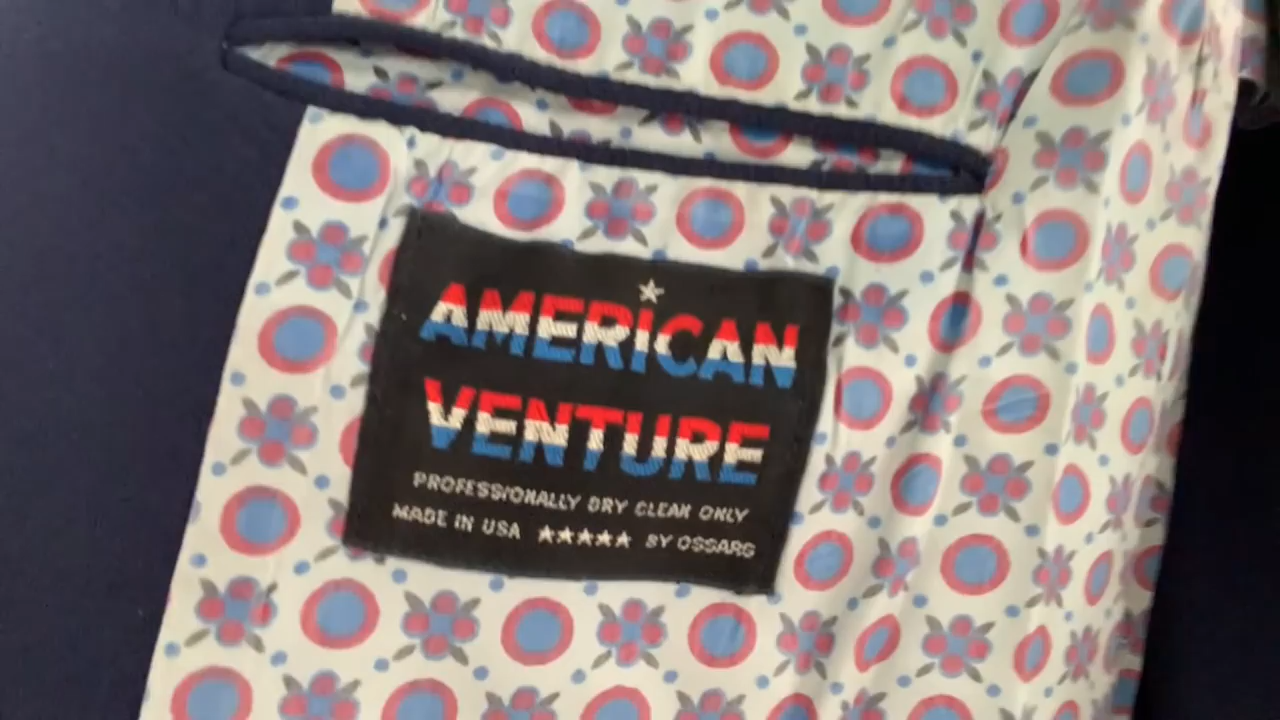 AMERICAN
VENTURE
PROFESSIONALLY DRY CLEAN ONLY
MADE IN USA ★★★★★ BY OSSARG